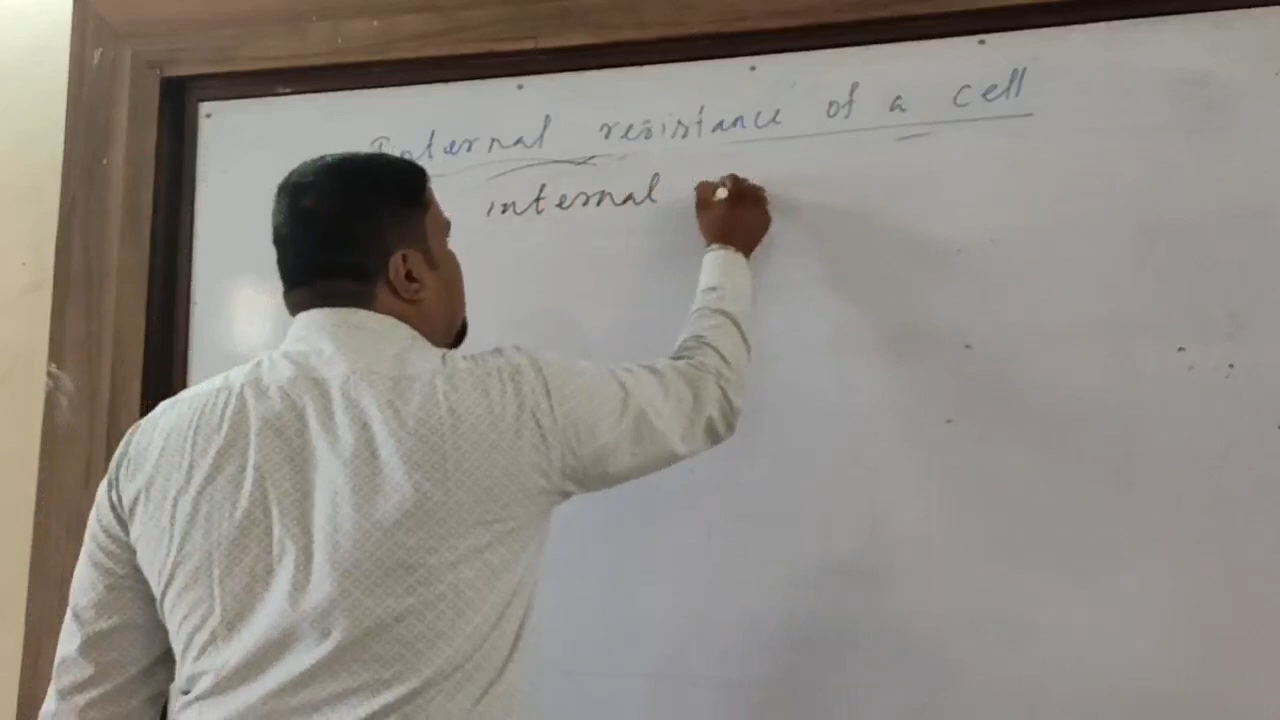 Internal resistance of a cell
internal